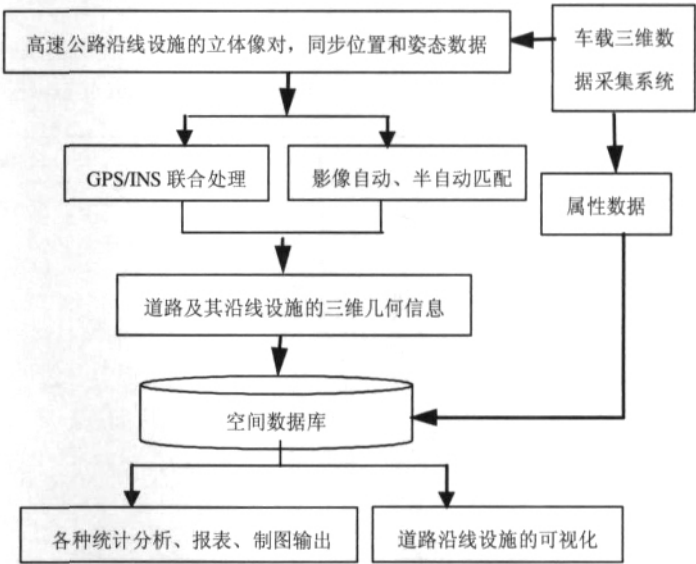 高速公路沿线设施的立体像对，同步位置和姿态数据
车载三维数
据采集系统
GPS/INS 联合处理
影像自动、半自动匹配
属性数据
道路及其沿线设施的三维几何信息
空间数据库
各种统计分析、报表、制图输出
道路沿线设施的可视化